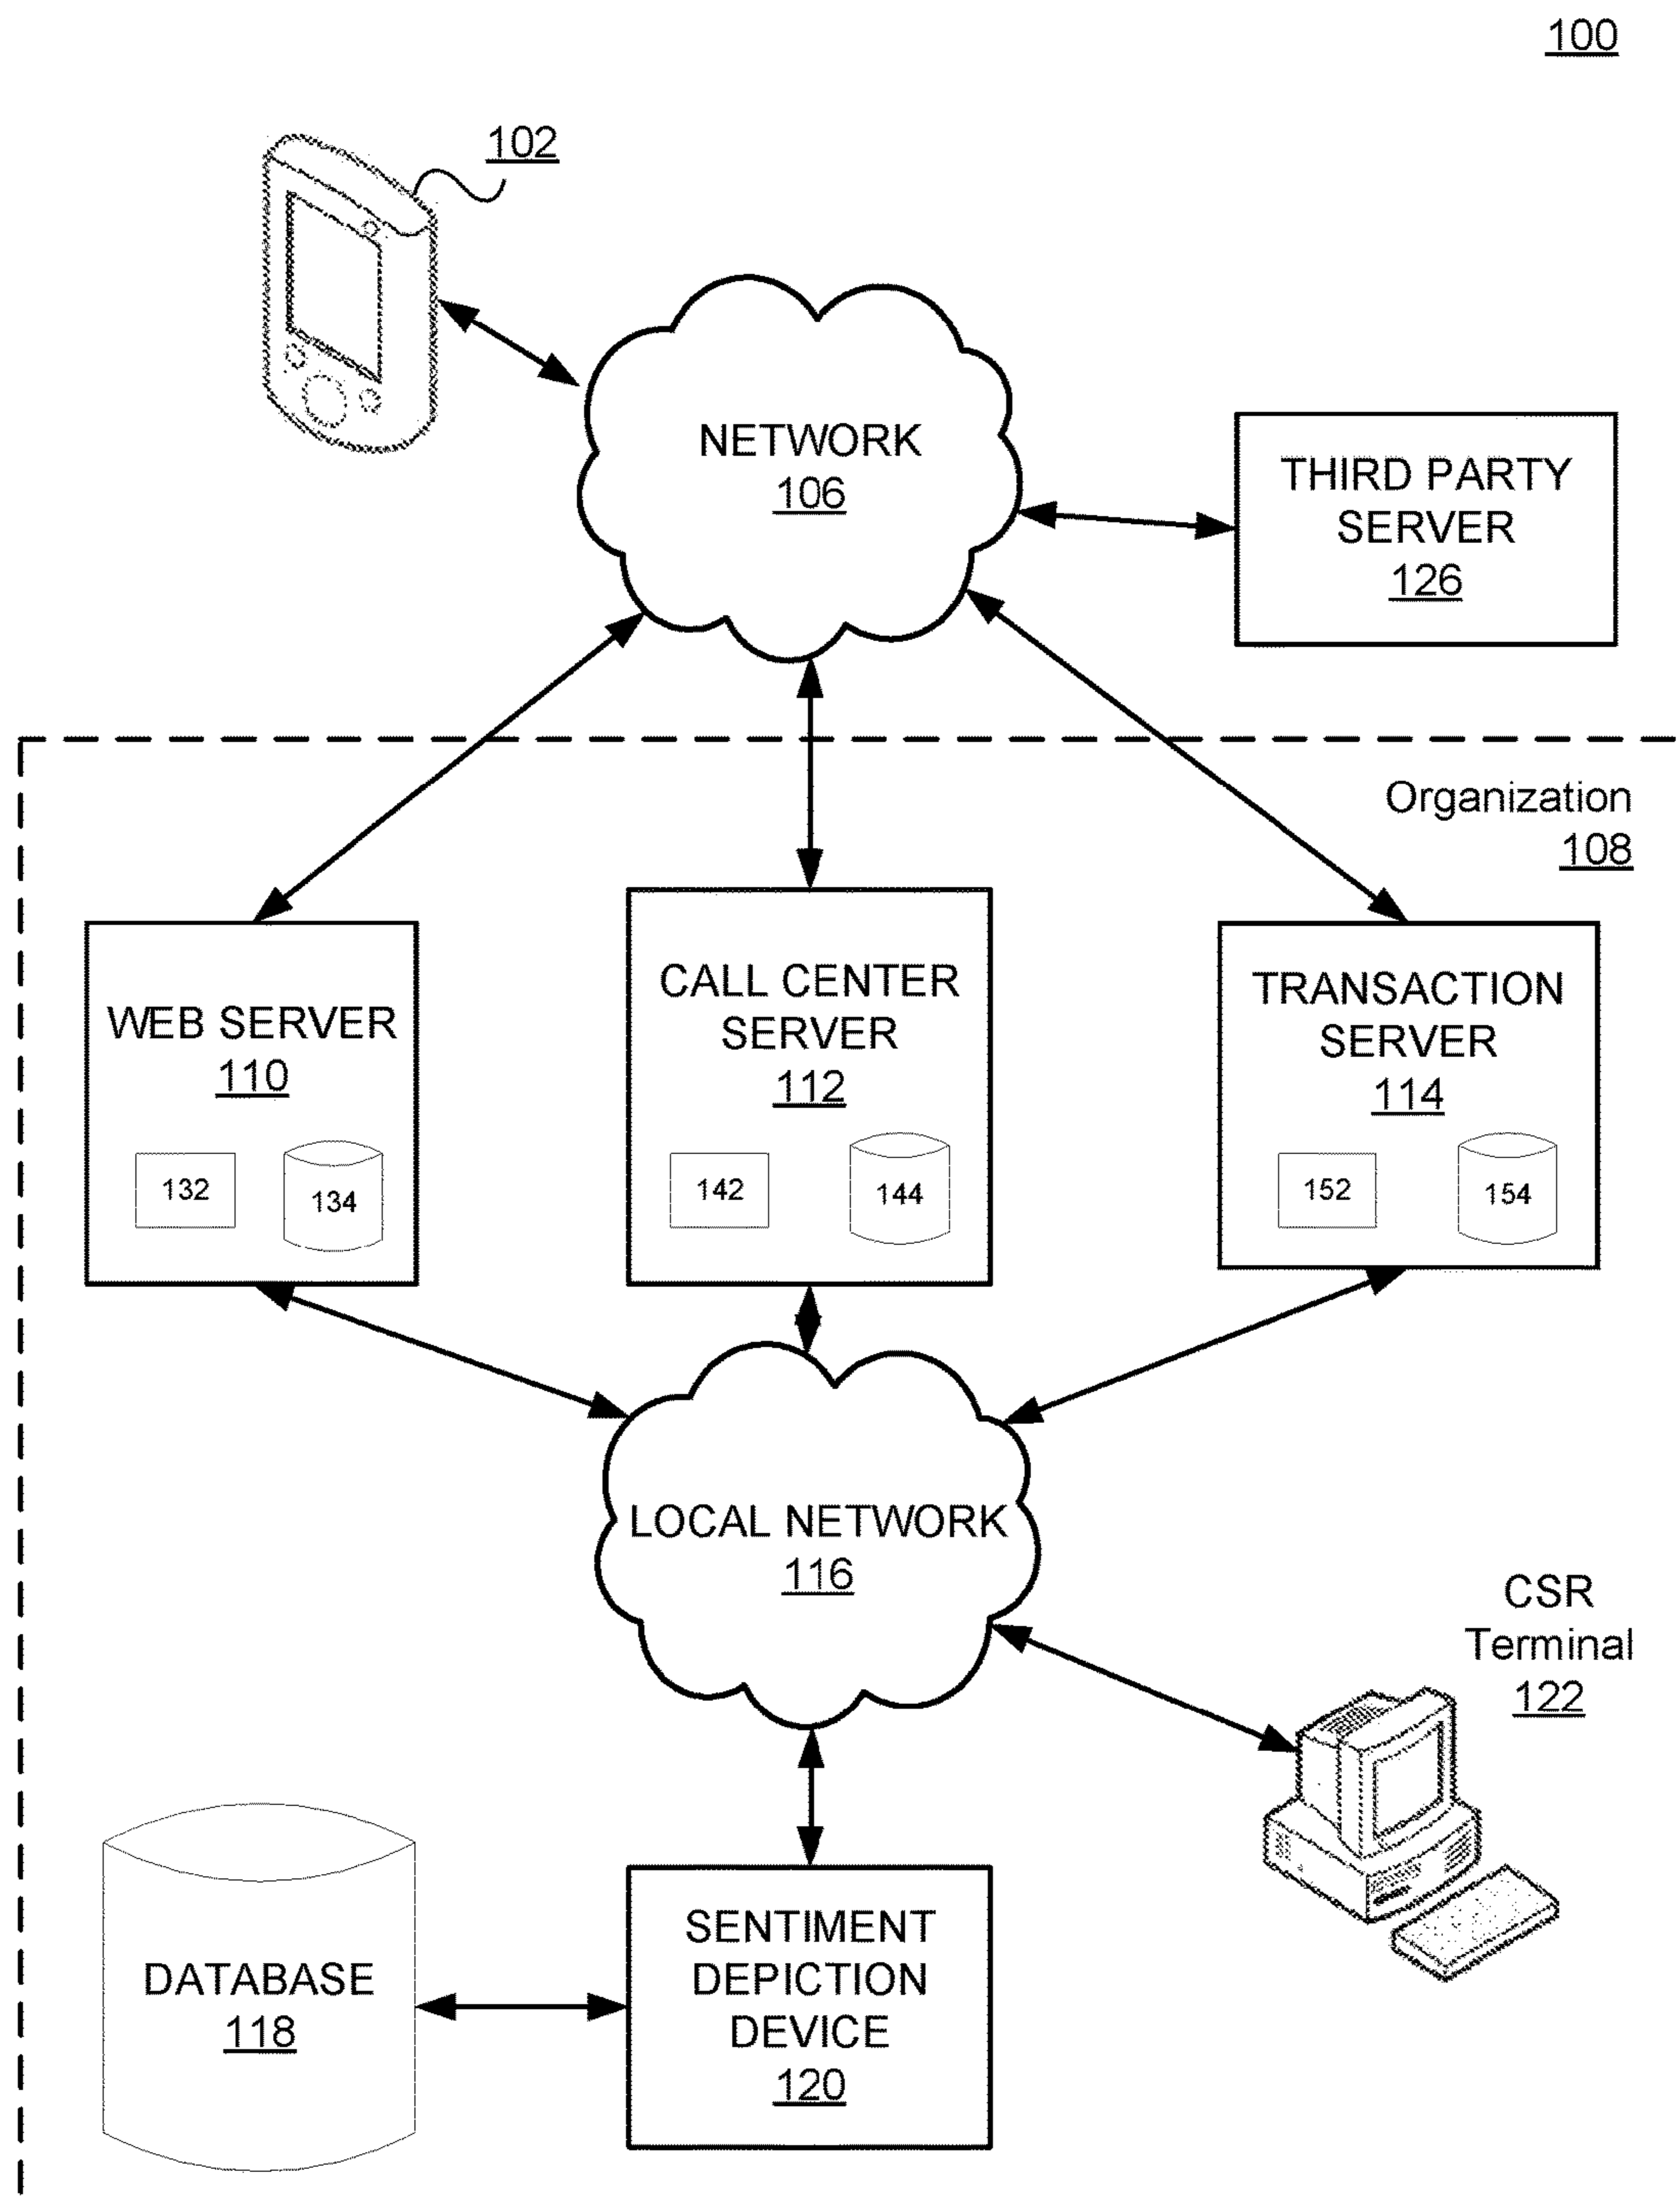 100
102
NETWORK
106
THIRD PARTY
SERVER
126
Organization
108
WEB SERVER
110
132
134
CALL CENTER
SERVER
112
142
144
TRANSACTION
SERVER
114
152
154
LOCAL NETWORK
116
CSR
Terminal
122
DATABASE
118
SENTIMENT
DEPICTION
DEVICE
120